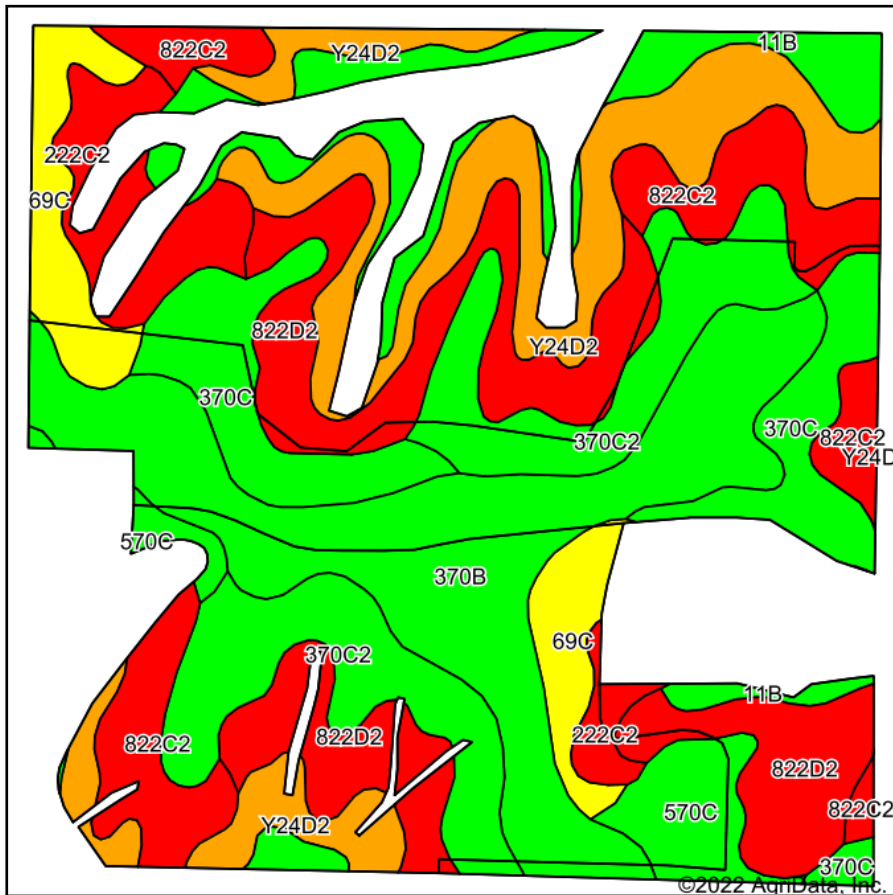 822C2
Y24D2
11B
222C2
69C
822C2
822D2
Y24D2
370C
370C2
370C
822C2
Y24D
570C
370B
69C
370C2
11B
222C2
822C2
822D2
822D2
822C2
570C
Y24D2
370C
©2022 AgriData, Inc.